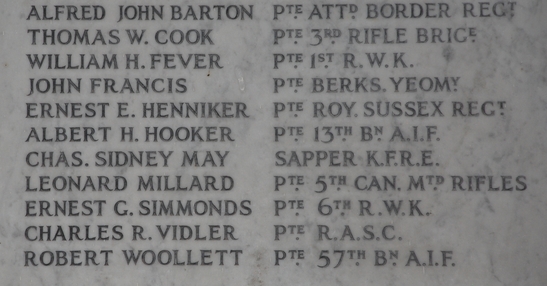 ALFRED JOHN BARTON PTE ATTD BORDER REGT
THOMAS W. COOK PTE 3RD RIFLE BRIGE
WILLIAM H. FEVER PTE 1ST R.W.K.
JOHN FRANCIS PTE BERKS. YEOMY
ERNEST E. HENNIKER PTE ROY. SUSSEX REGT
ALBERT H. HOOKER PTE 13TH BN A.I.F.
CHAS. SIDNEY MAY SAPPER K.F.R.E.
LEONARD MILLARD PTE 5TH CAN. MTD RIFLES
ERNEST G. SIMMONDS PTE 6TH R.W.K.
CHARLES R. VIDLER PTE R.A.S.C.
ROBERT WOOLLETT PTE 57TH BN A.I.F.